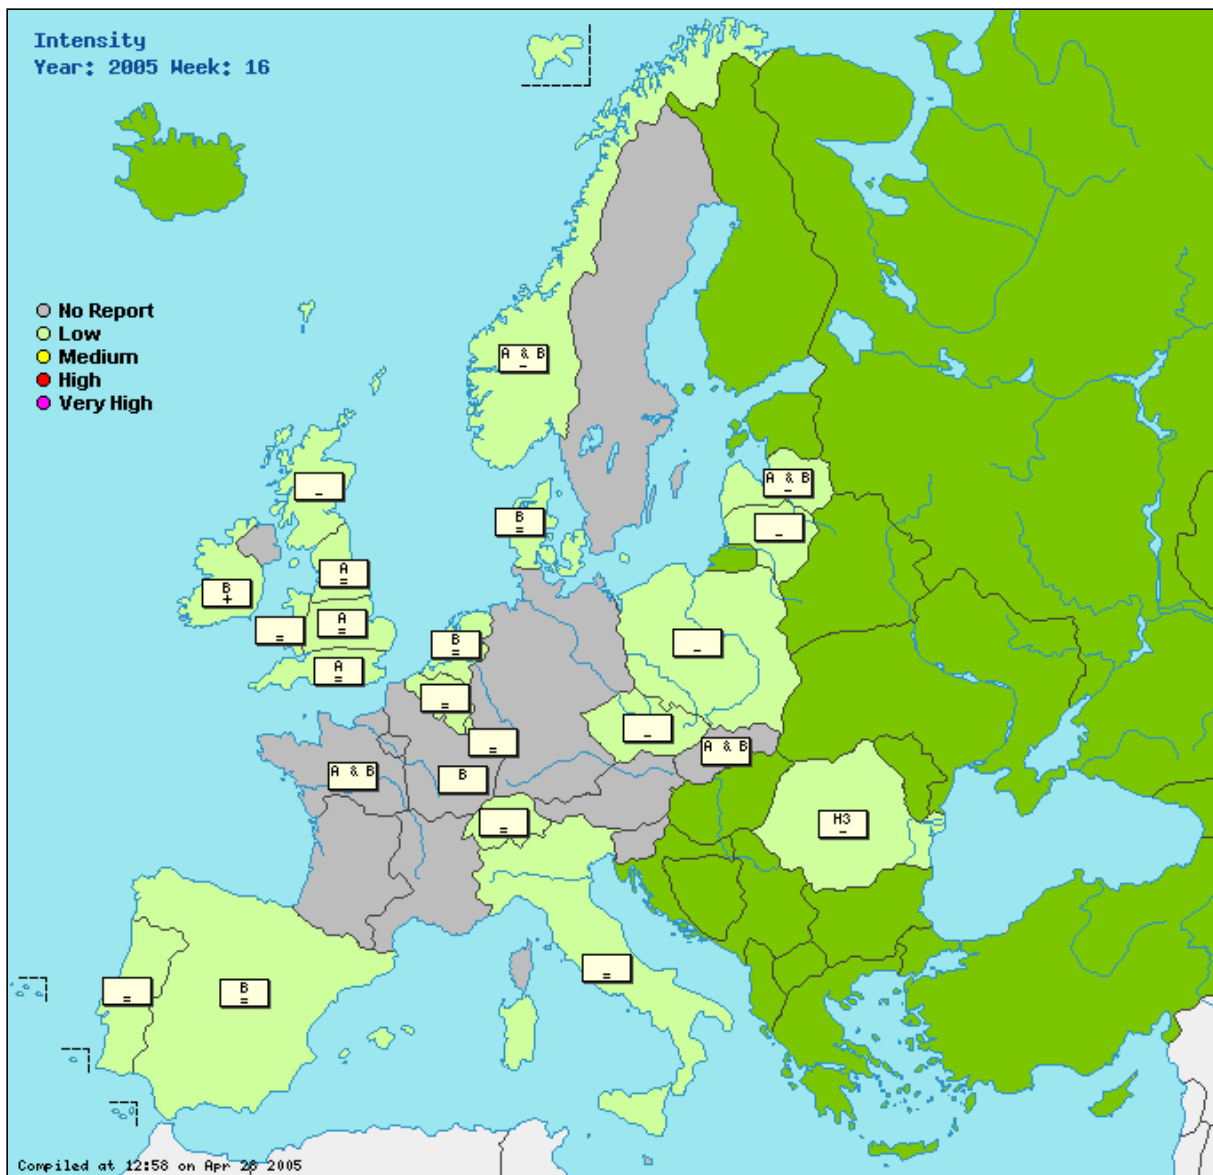 Intensity
Year: 2005 Week: 16
No Report
Low
Medium
High
Very High
A & B
-
A & B
-
-
-
B
=
A
=
B
+
A
=
=
B
=
-
A
=
=
-
A & B
=
A & B
B
=
H3
-
=
=
B
=
Compiled at 12:58 on Apr 28 2005